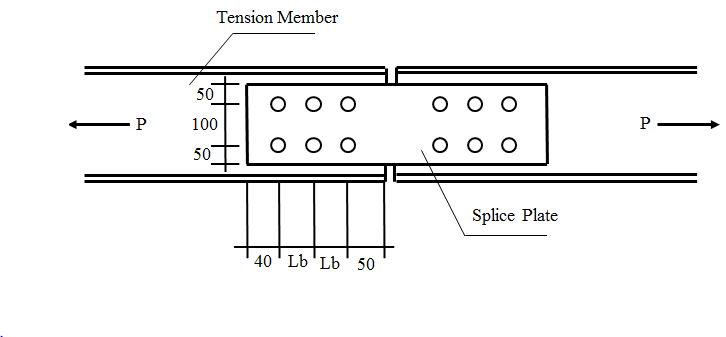 Tension Member
50
P
100
P
50
Splice Plate
40 Lb Lb 50